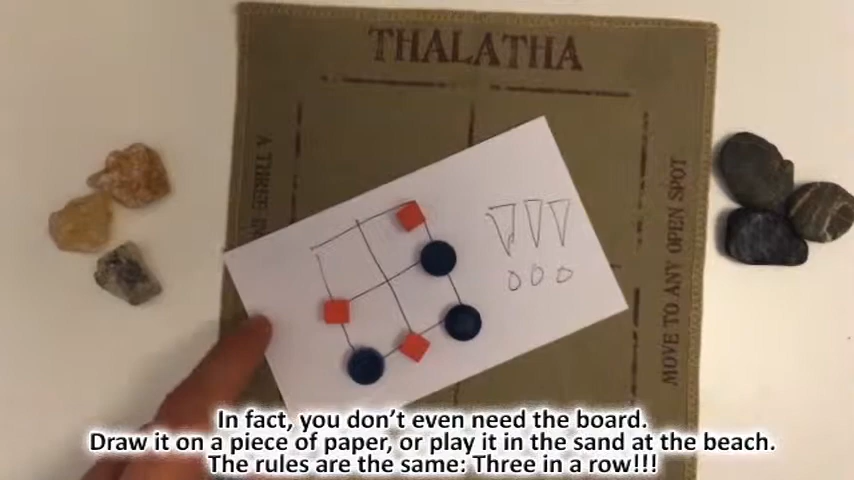 THALATHA
A THREE IN
MOVE TO ANY OPEN SPOT
In fact, you don't even need the board.
Draw it on a piece of paper, or play it in the sand at the beach.
The rules are the same: Three in a row!!!